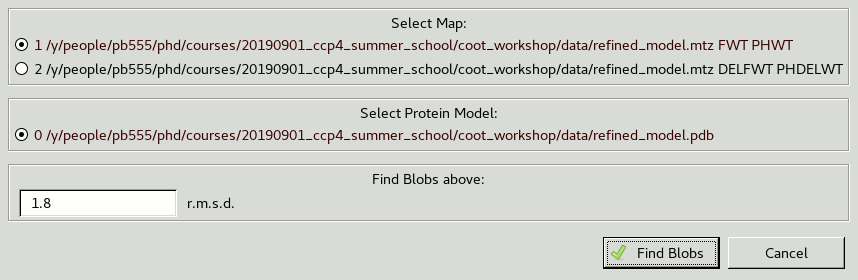 Select Map:
1 /y/people/pb555/phd/courses/20190901_ccp4_summer_school/coot_workshop/data/refined_model.mtz FWT PHWT
2 /y/people/pb555/phd/courses/20190901_ccp4_summer_school/coot_workshop/data/refined_model.mtz DELFWT PHDELWT
Select Protein Model:
0 /y/people/pb555/phd/courses/20190901_ccp4_summer_school/coot_workshop/data/refined_model.pdb
Find Blobs above:
1.8 r.m.s.d.
Find Blobs Cancel